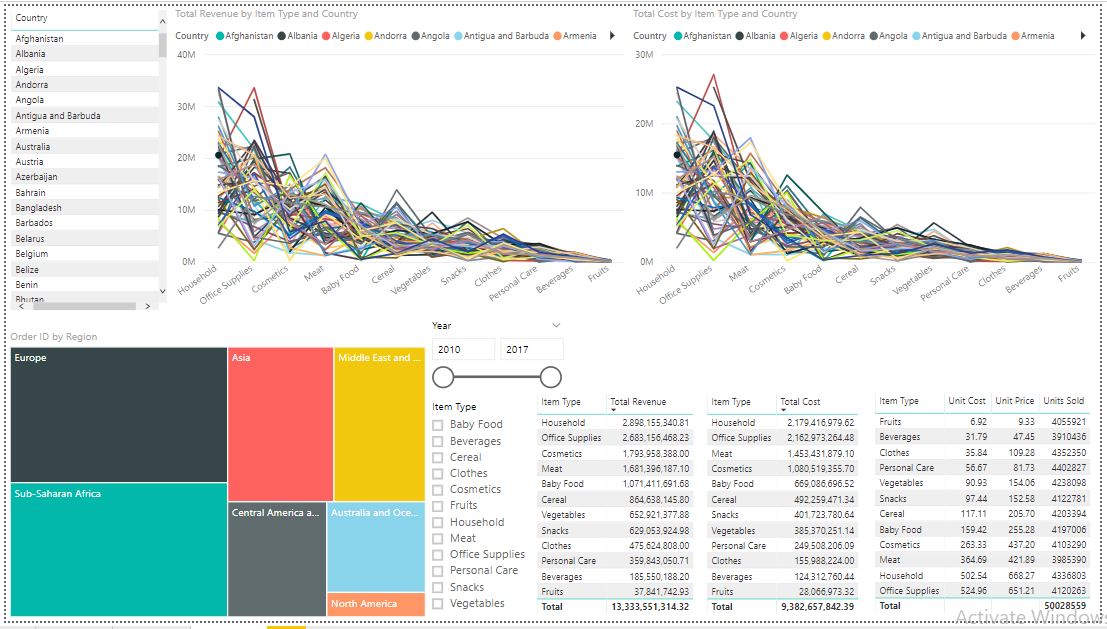 Country
Afghanistan
Albania
Algeria
Andorra
Angola
Antigua and Barbuda
Armenia
Australia
Austria
Azerbaijan
Bahrain
Bangladesh
Barbados
Belarus
Belgium
Belize
Benin
Bhutan
Total Revenue by Item Type and Country
Country Afghanistan Albania Algeria Andorra Angola Antigua and Barbuda Armenia
40M
30M
20M
10M
0M
Household Office Supplies Cosmetics Meat Baby Food Cereal Vegetables Snacks Clothes Personal Care Beverages Fruits
Total Cost by Item Type and Country
Country Afghanistan Albania Algeria Andorra Angola Antigua and Barbuda Armenia
30M
20M
10M
0M
Household Office Supplies Meat Cosmetics Baby Food Cereal Snacks Vegetables Personal Care Clothes Beverages Fruits
Order ID by Region
Europe
Sub-Saharan Africa
Asia
Middle East and ...
Central America a...
Australia and Oce...
North America
Year
2010 2017
Item Type
Baby Food
Beverages
Cereal
Clothes
Cosmetics
Fruits
Household
Meat
Office Supplies
Personal Care
Snacks
Vegetables
Item Type Total Revenue
Household 2,898,155,340.81
Office Supplies 2,683,156,468.23
Cosmetics 1,793,958,388.00
Meat 1,681,396,187.10
Baby Food 1,071,411,691.68
Cereal 864,638,145.80
Vegetables 652,921,377.88
Snacks 629,053,924.98
Clothes 475,624,808.00
Personal Care 359,843,050.71
Beverages 185,550,188.20
Fruits 37,841,742.93
Total 13,333,551,314.32
Item Type Total Cost
Household 2,179,416,979.62
Office Supplies 2,162,973,264.48
Meat 1,453,431,879.10
Cosmetics 1,080,519,355.70
Baby Food 669,086,696.52
Cereal 492,259,471.34
Snacks 401,723,780.64
Vegetables 385,370,251.14
Personal Care 249,508,206.09
Clothes 155,988,224.00
Beverages 124,312,760.44
Fruits 28,066,973.32
Total 9,382,657,842.39
Item Type Unit Cost Unit Price Units Sold
Fruits 6.92 9.33 4055921
Beverages 31.79 47.45 3910436
Clothes 35.84 109.28 4352350
Personal Care 56.67 81.73 4402827
Vegetables 90.93 154.06 4238098
Snacks 97.44 152.58 4122781
Cereal 117.11 205.70 4203394
Baby Food 159.42 255.28 4197006
Cosmetics 263.33 437.20 4103290
Meat 364.69 421.89 3985390
Household 502.54 668.27 4336803
Office Supplies 524.96 651.21 4120263
Total 50028559
Activate Windows